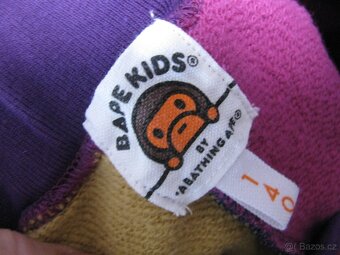 BAPE KIDS®
BY
*A BATHING APE®
140
Bazos.cz